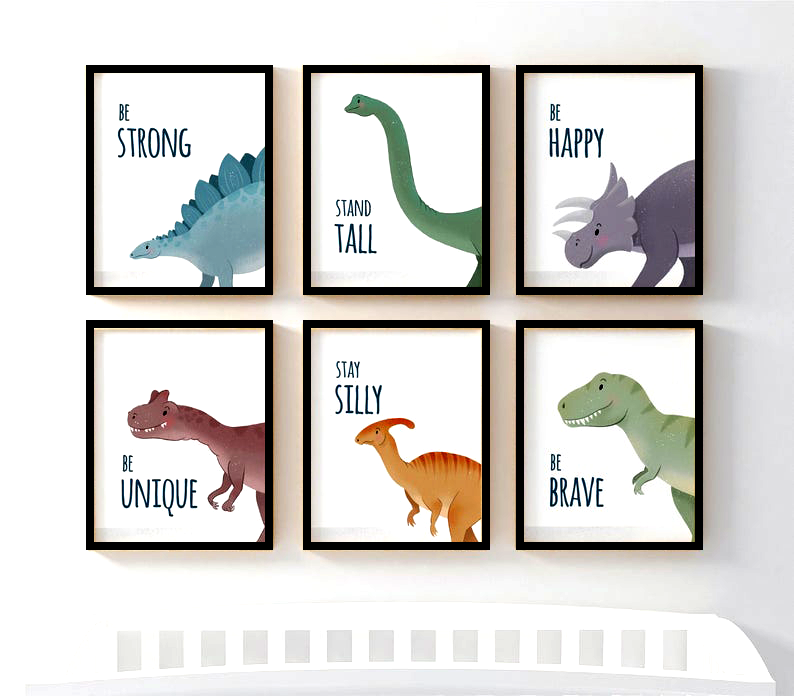 BE
STRONG
STAND
TALL
BE
HAPPY
BE
UNIQUE
STAY
SILLY
BE
BRAVE